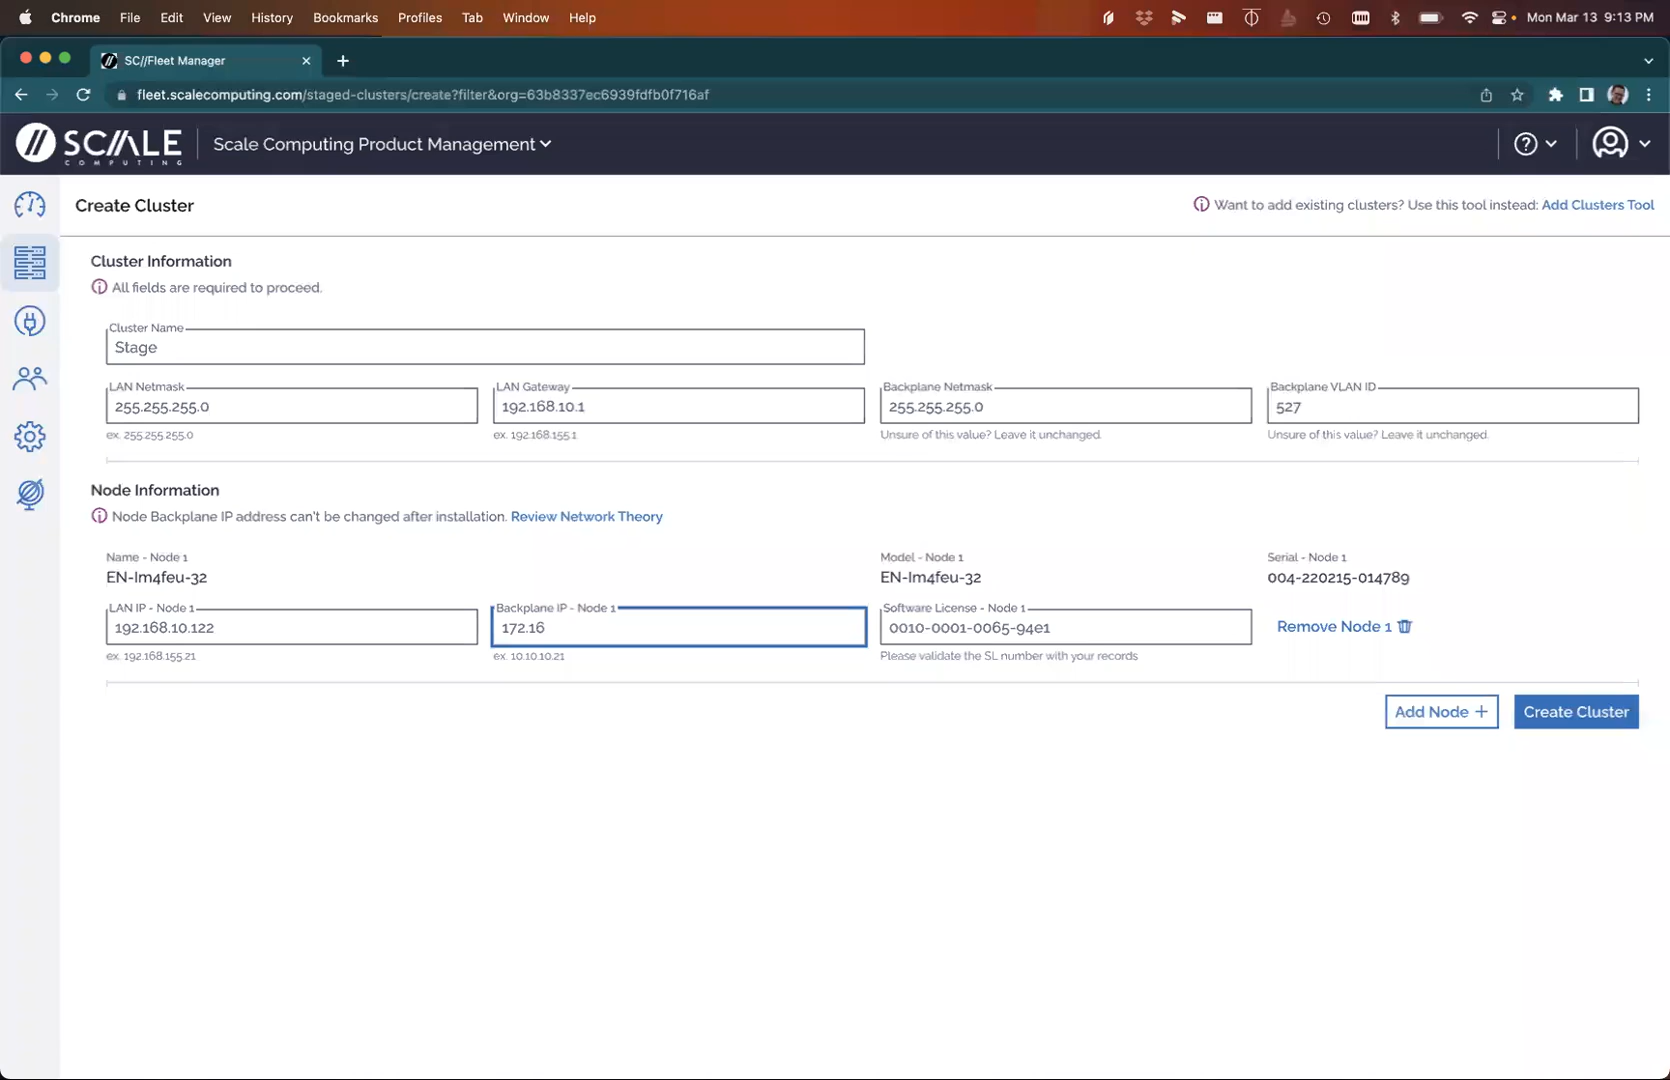 Chrome File Edit View History Bookmarks Profiles Tab Window Help Mon Mar 13 9:13 PM
SC//Fleet Manager
fleet.scalecomputing.com/staged-clusters/create?filter&org=63b8337ec6939fdfb0f716af
SCALE COMPUTING Scale Computing Product Management
Create Cluster Want to add existing clusters? Use this tool instead: Add Clusters Tool
Cluster Information
All fields are required to proceed.
Cluster Name
Stage
LAN Netmask LAN Gateway Backplane Netmask Backplane VLAN ID
255.255.255.0 192.168.10.1 255.255.255.0 527
ex. 255.255.255.0 ex. 192.168.155.1 Unsure of this value? Leave it unchanged. Unsure of this value? Leave it unchanged.
Node Information
Node Backplane IP address can't be changed after installation. Review Network Theory
Name - Node 1 Model - Node 1 Serial - Node 1
EN-Im4feu-32 EN-Im4feu-32 004-220215-014789
LAN IP - Node 1 Backplane IP - Node 1 Software License - Node 1
192.168.10.122 172.16 0010-0001-0065-94e1 Remove Node 1
ex. 192.168.155.21 ex. 10.10.10.21 Please validate the SL number with your records
Add Node + Create Cluster